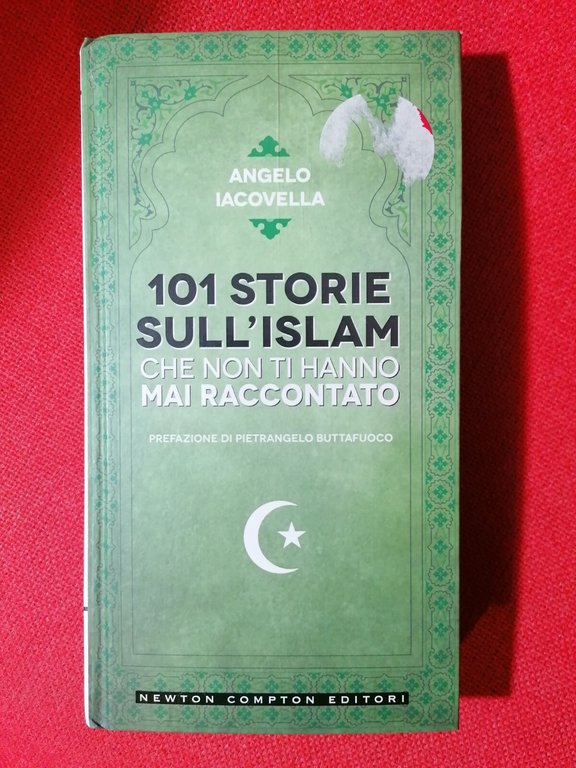 ANGELO
IACOVELLA
101 STORIE
SULL'ISLAM
CHE NON TI HANNO
MAI RACCONTATO
PREFAZIONE DI PIETRANGELO BUTTAFUOCO
NEWTON COMPTON EDITORI